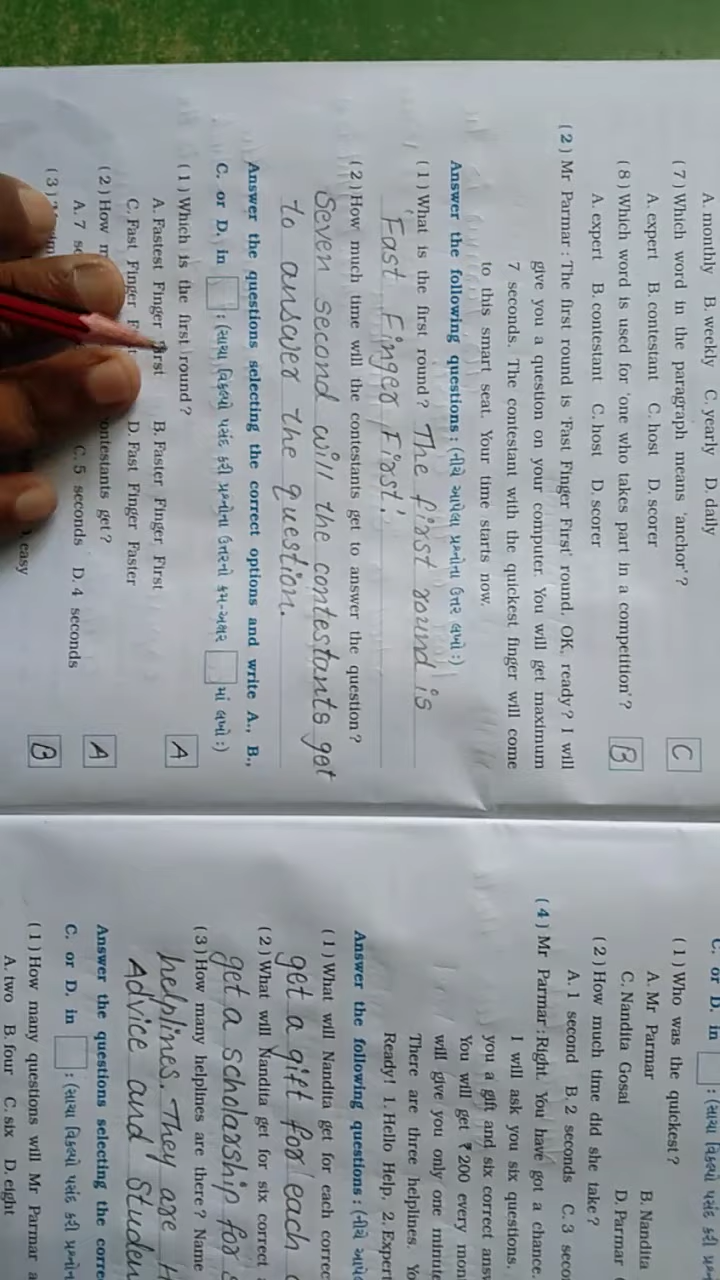 A. monthly B. weekly C. yearly D. daily
(7) Which word in the paragraph means 'anchor'?
A. expert B. contestant C. host D. scorer
C
(8) Which word is used for 'one who takes part in a competition'?
A. expert B. contestant C. host D. scorer
B
(2) Mr Parmar : The first round is 'Fast Finger First' round. OK, ready? I will
give you a question on your computer. You will get maximum
7 seconds. The contestant with the quickest finger will come
to this smart seat. Your time starts now.
Answer the following questions : (નીચે આપેલા પ્રશ્નોના ઉત્તર લખો :)
(1) What is the first round? The first round is
'Fast Finger First.'
(2) How much time will the contestants get to answer the question?
Seven second will the contestants get
to answer the question.
Answer the questions selecting the correct options and write A., B.,
C. or D. in : (સાચા વિકલ્પો પસંદ કરી પ્રશ્નોના ઉત્તરનો ક્રમ-અક્ષર માં લખો :)
(1) Which is the first round?
A
A. Fastest Finger First B. Faster Finger First
C. Fast Finger D. Fast Finger Faster
(2) How contestants get?
A
A. 7 C. 5 seconds D. 4 seconds
(3)
B
easy
C. or D. in : (સાચા વિકલ્પો પસંદ કરી
(1) Who was the quickest?
A. Mr Parmar B. Nandita
C. Nandita Gosai D. Parmar
(2) How much time did she take?
A. 1 second B. 2 seconds C. 3
(4) Mr Parmar : Right. You have got a chance.
I will ask you six questions.
you a gift and six correct
You will get ₹ 200 every
will give you only one
There are three helplines.
Ready! 1. Hello Help, 2. Expert
Answer the following questions : (નીચે
(1) What will Nandita get for each
get a gift for each
(2) What will Nandita get for six correct
get a scholarship for
(3) How many helplines are there? Name
helplines. They are
Advice and
Answer the questions selecting the
C. or D. in : (સાચા વિકલ્પો પસંદ કરી
(1) How many questions will Mr Parmar
A. two B. four C. six D. eight